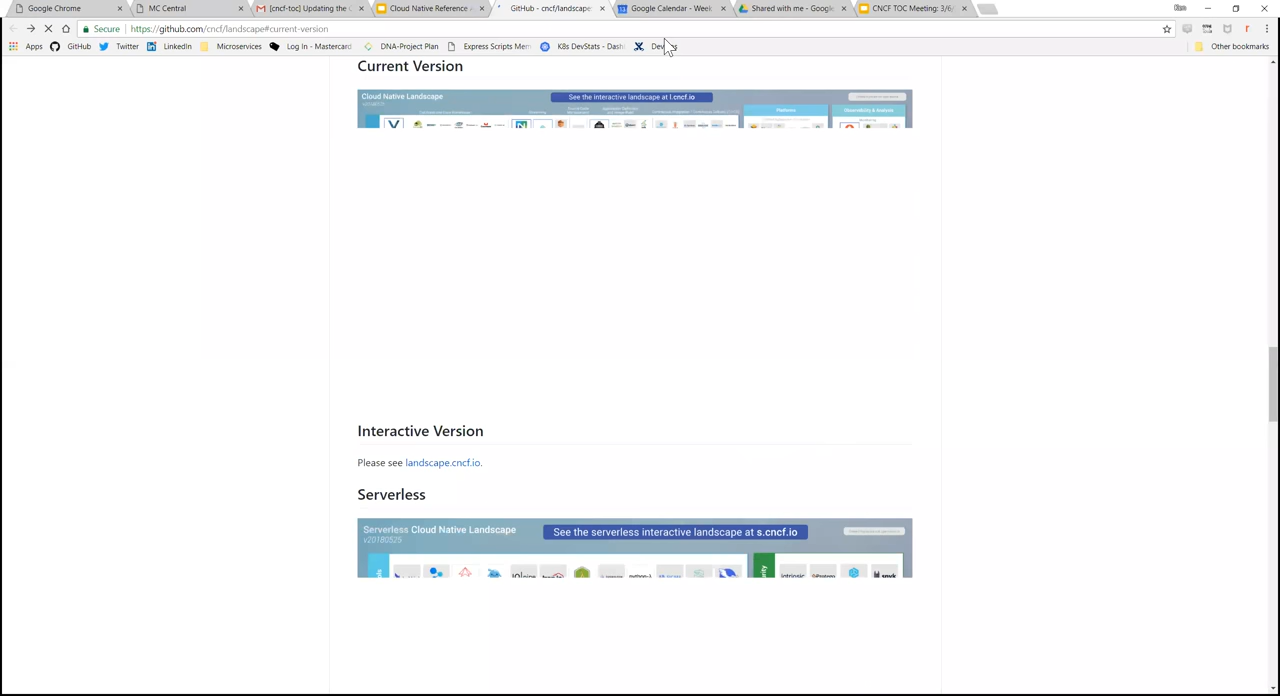 Google Chrome
MC Central
[cncf-toc] Updating the C
Cloud Native Reference A
GitHub - cncf/landscape:
Google Calendar - Week
Shared with me - Google
CNCF TOC Meeting: 3/6/
Secure
https://github.com/cncf/landscape#current-version
Apps
GitHub
Twitter
LinkedIn
Microservices
Log In - Mastercard
DNA-Project Plan
Express Scripts Mem
K8s DevStats - Dash
Other bookmarks
Current Version
Cloud Native Landscape
See the interactive landscape at l.cncf.io
Platforms
Observability & Analysis
Interactive Version
Please see landscape.cncf.io.
Serverless
Serverless Cloud Native Landscape
v20180525
See the serverless interactive landscape at s.cncf.io